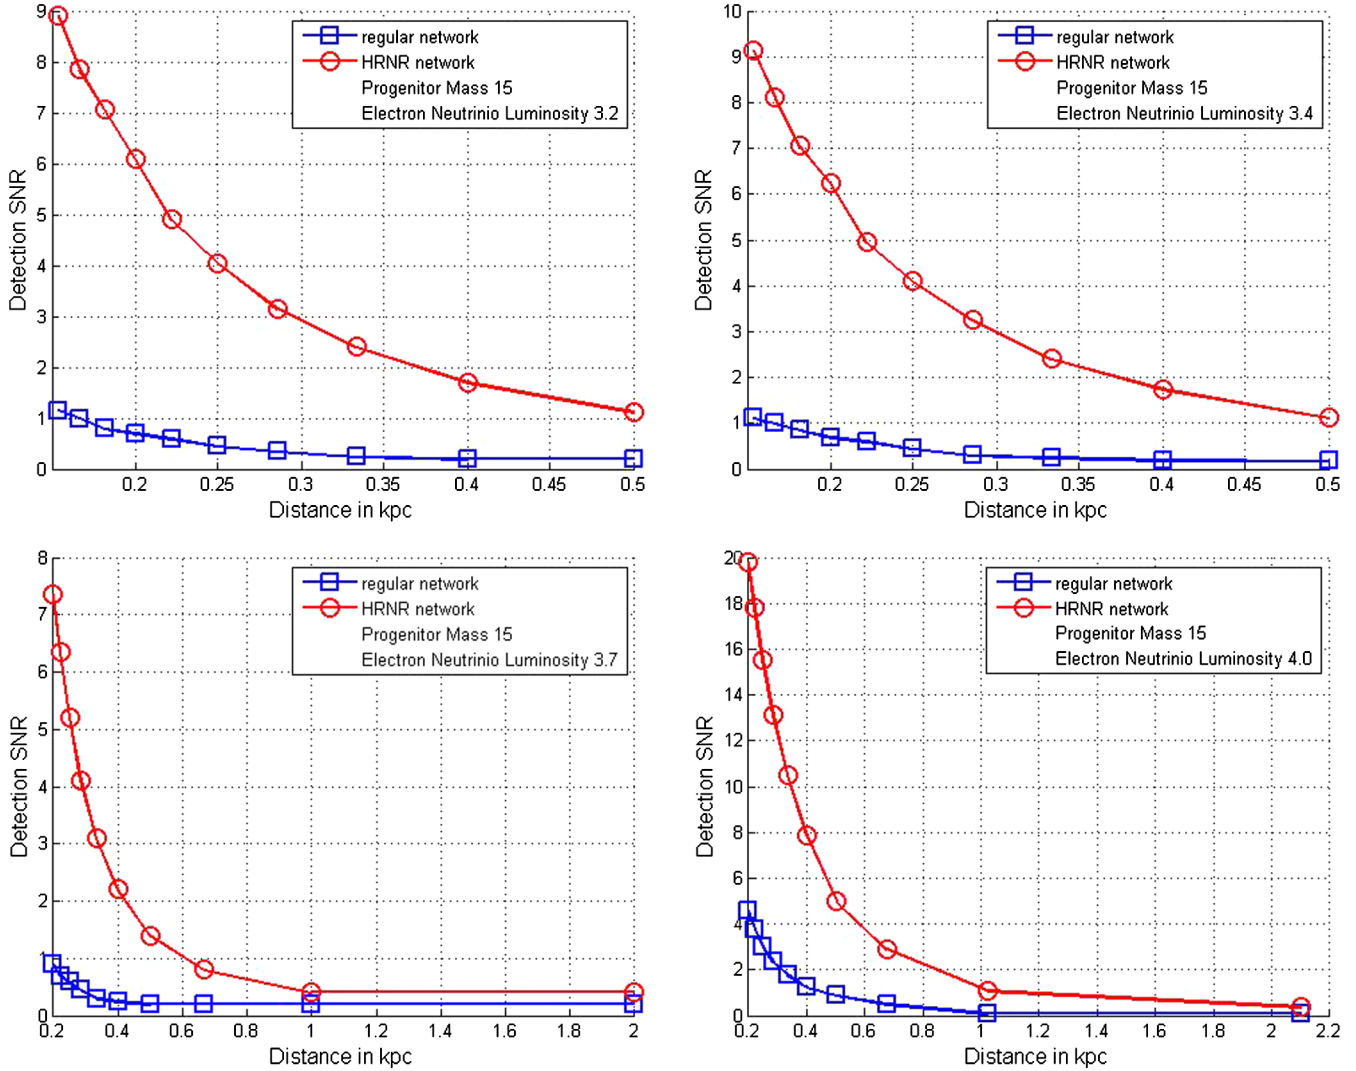 9
8
7
6
5
4
3
2
1
0
Detection SNR
regular network
HRNR network
Progenitor Mass 15
Electron Neutrinio Luminosity 3.2
0.2 0.25 0.3 0.35 0.4 0.45 0.5
Distance in kpc
10
9
8
7
6
5
4
3
2
1
0
Detection SNR
regular network
HRNR network
Progenitor Mass 15
Electron Neutrinio Luminosity 3.4
0.2 0.25 0.3 0.35 0.4 0.45 0.5
Distance in kpc
8
7
6
5
4
3
2
1
0
Detection SNR
regular network
HRNR network
Progenitor Mass 15
Electron Neutrinio Luminosity 3.7
0.2 0.4 0.6 0.8 1 1.2 1.4 1.6 1.8 2
Distance in kpc
20
18
16
14
12
10
8
6
4
2
0
Detection SNR
regular network
HRNR network
Progenitor Mass 15
Electron Neutrinio Luminosity 4.0
0.2 0.4 0.6 0.8 1 1.2 1.4 1.6 1.8 2 2.2
Distance in kpc